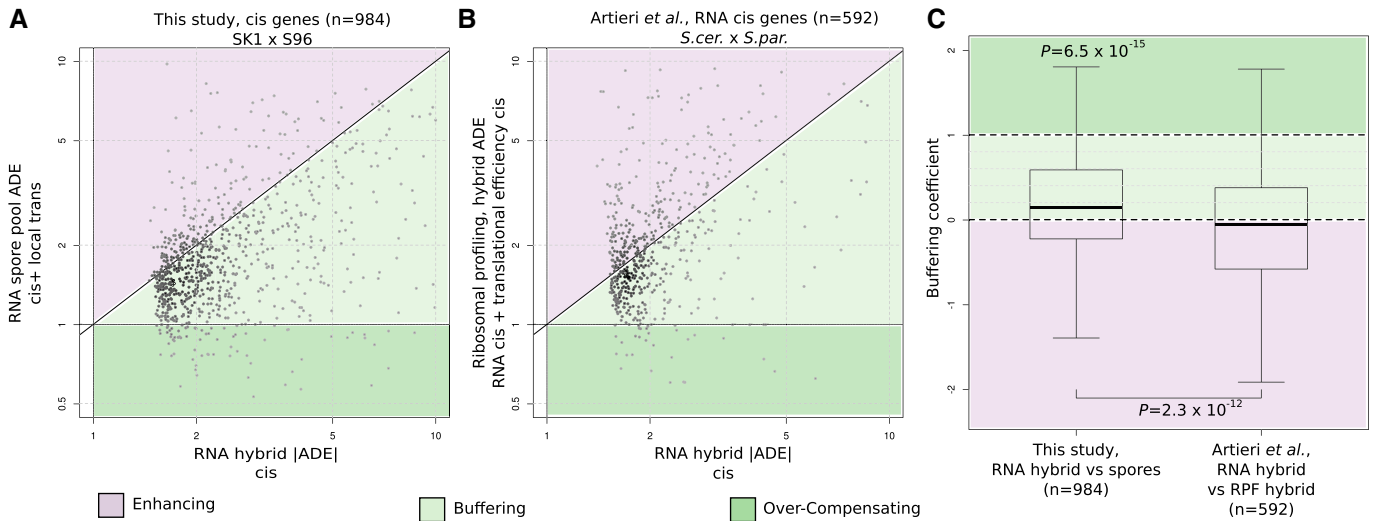 A
This study, cis genes (n=984)
SK1 x S96
10
5
2
1
0.5
1
2
5
10
RNA spore pool ADE
cis+ local trans
RNA hybrid |ADE|
cis
B
Artieri et al., RNA cis genes (n=592)
S.cer. x S.par.
10
5
2
1
0.5
1
2
5
10
Ribosomal profiling, hybrid ADE
RNA cis + translational efficiency cis
RNA hybrid |ADE|
cis
C
P=6.5 x 10-15
2
1
0
-1
-2
Buffering coefficient
P=2.3 x 10-12
This study,
RNA hybrid vs spores
(n=984)
Artieri et al.,
RNA hybrid
vs RPF hybrid
(n=592)
Enhancing
Buffering
Over-Compensating